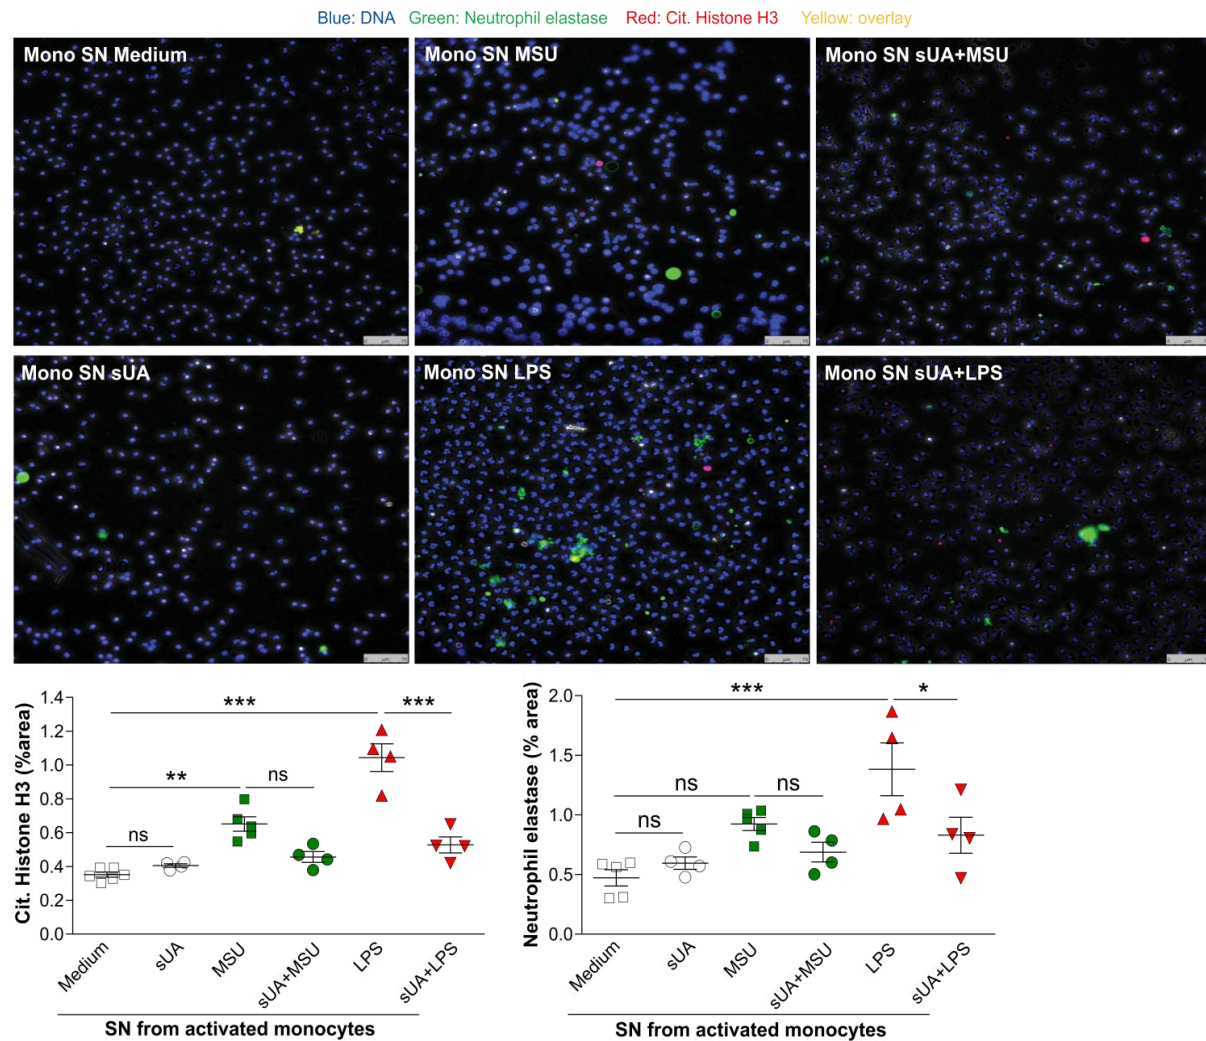 Blue: DNA Green: Neutrophil elastase Red: Cit. Histone H3 Yellow: overlay
Mono SN Medium
Mono SN MSU
Mono SN sUA+MSU
Mono SN sUA
Mono SN LPS
Mono SN sUA+LPS
Cit. Histone H3 (%area)
1.4
1.2
1.0
0.8
0.6
0.4
0.2
0.0
***
***
**
ns
ns
Medium
sUA
MSU
sUA+MSU
LPS
sUA+LPS
SN from activated monocytes
Neutrophil elastase (% area)
2.0
1.5
1.0
0.5
0.0
***
*
ns
ns
ns
Medium
sUA
MSU
sUA+MSU
LPS
sUA+LPS
SN from activated monocytes